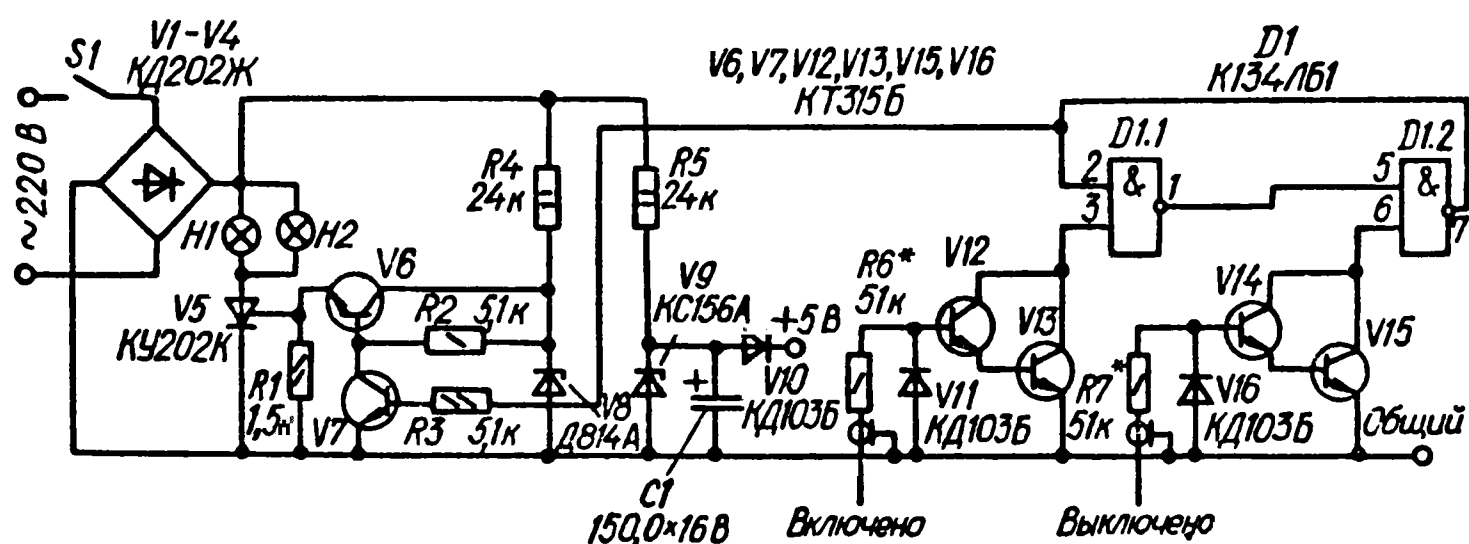 S1
V1-V4
КД202Ж
~220 В
H1
H2
V5
КУ202К
R1
1,5к
V6
R2 5,1к
V7
R3 5,1к
R4
24к
R5
24к
V8
Д814А
V9
КС156А
+5 В
V10
КД103Б
+
C1
150,0×16В
V6, V7, V12, V13, V15, V16
КТ315Б
D1
К134ЛБ1
D1.1
&
2
3
1
D1.2
&
5
6
7
R6*
51к
V12
V13
V11
КД103Б
Включено
R7*
51к
V14
V15
V16
КД103Б
Общий
Выключено